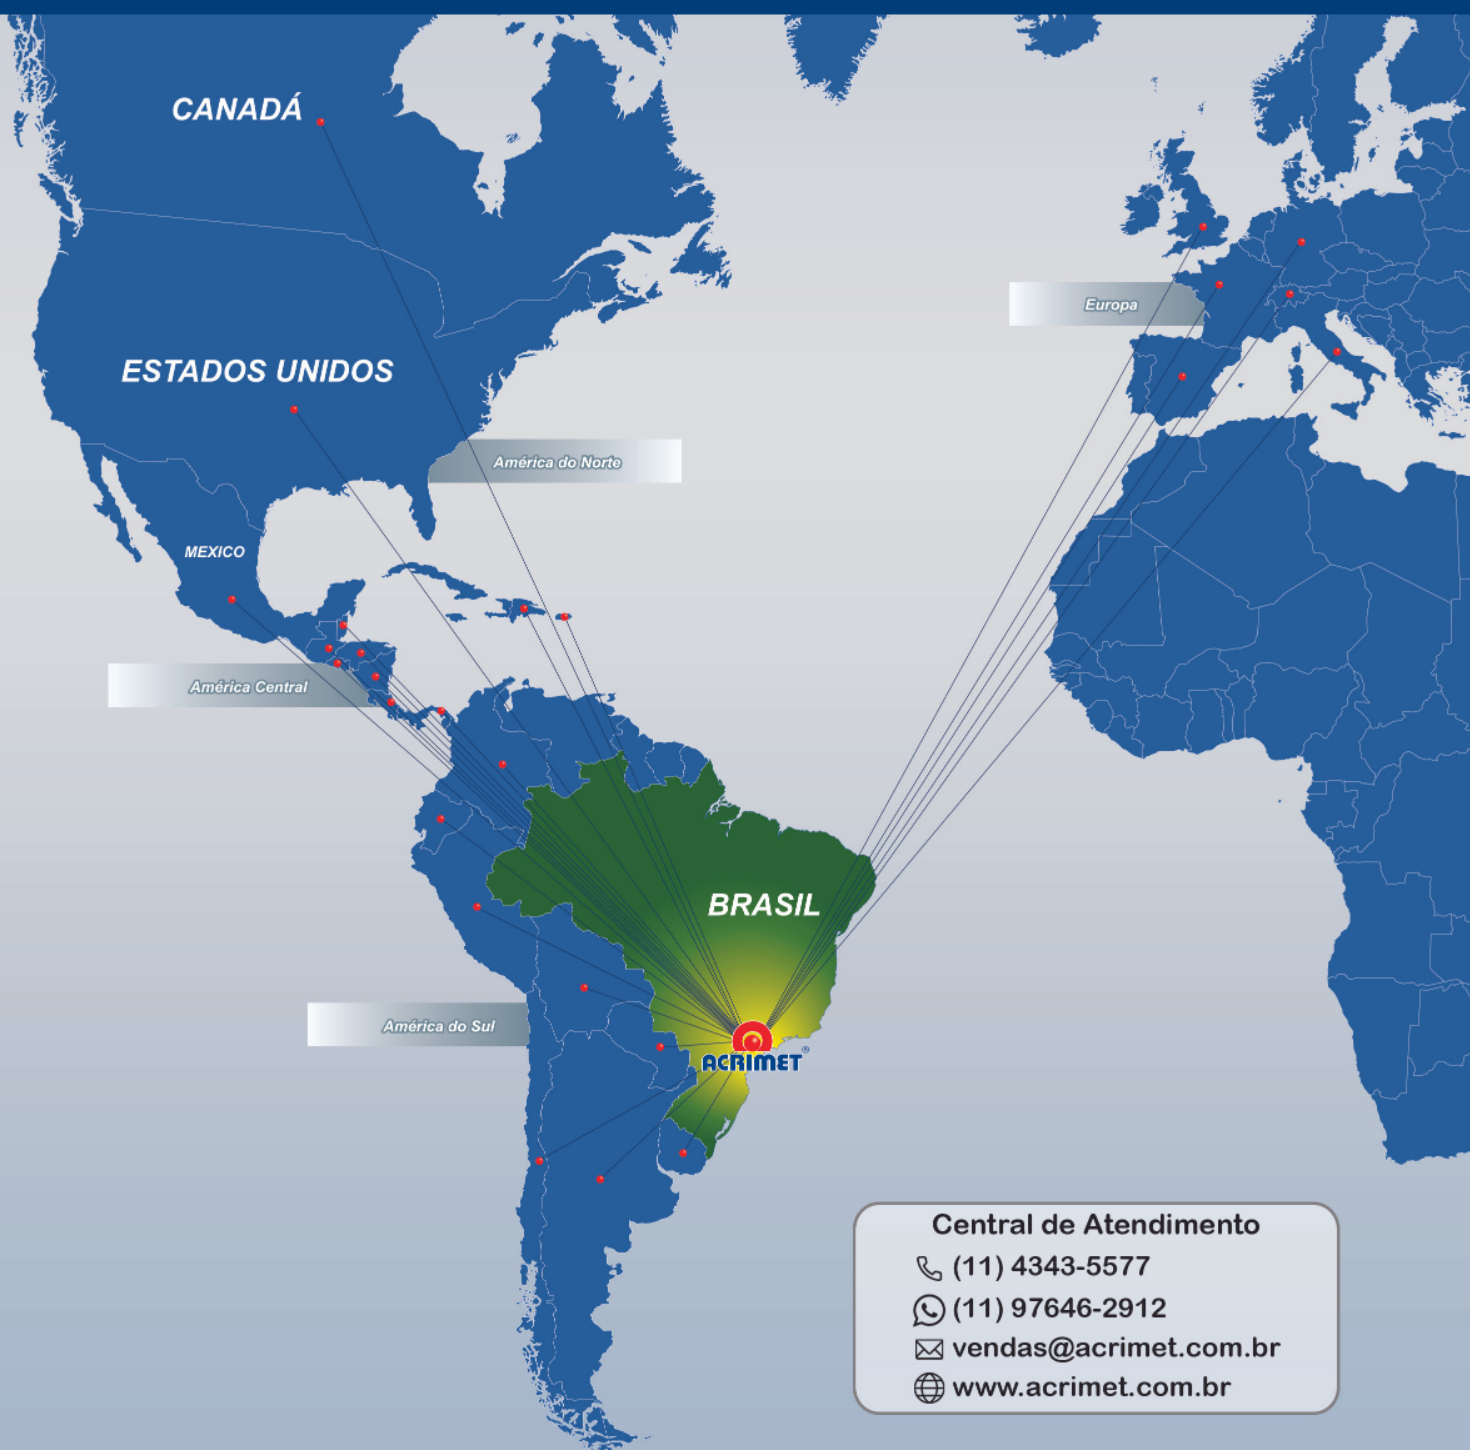 CANADÁ
ESTADOS UNIDOS
Europa
América do Norte
MEXICO
América Central
BRASIL
América do Sul
ACRIMET®
Central de Atendimento
(11) 4343-5577
(11) 97646-2912
vendas@acrimet.com.br
www.acrimet.com.br